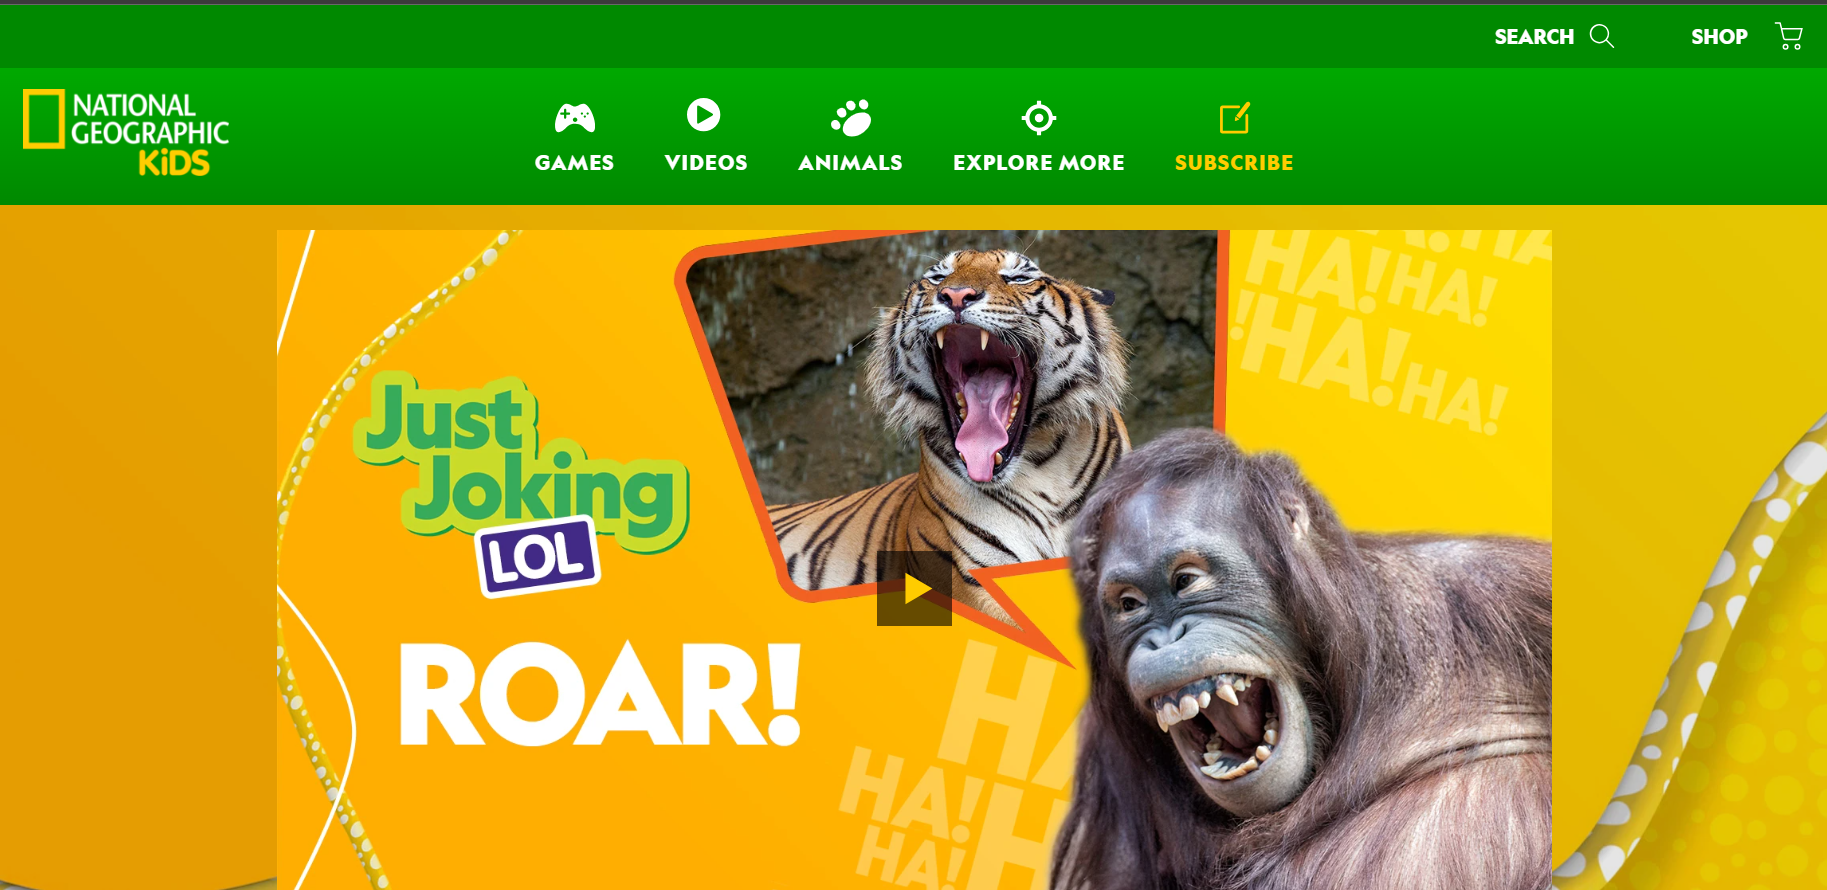 SEARCH
SHOP
NATIONAL
GEOGRAPHIC
KiDS
GAMES
VIDEOS
ANIMALS
EXPLORE MORE
SUBSCRIBE
HA!
HA!
HA!
HA!
HA!
Just
Joking
LOL
ROAR!
HA!
HA!